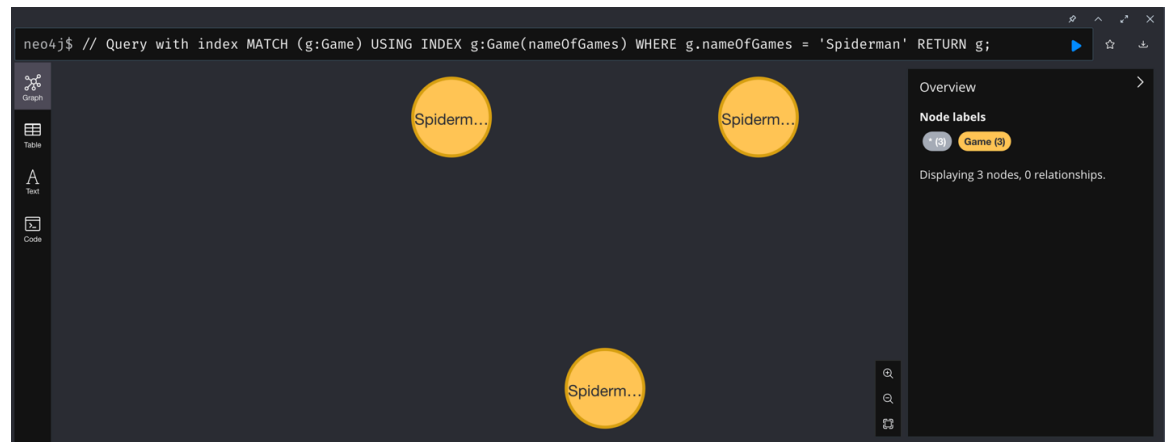 neo4j$ // Query with index MATCH (g:Game) USING INDEX g:Game(nameOfGames) WHERE g.nameOfGames = 'Spiderman' RETURN g;
Graph
Table
A
Text
Code
Spiderm...
Spiderm...
Spiderm...
Overview
Node labels
* (3) Game (3)
Displaying 3 nodes, 0 relationships.